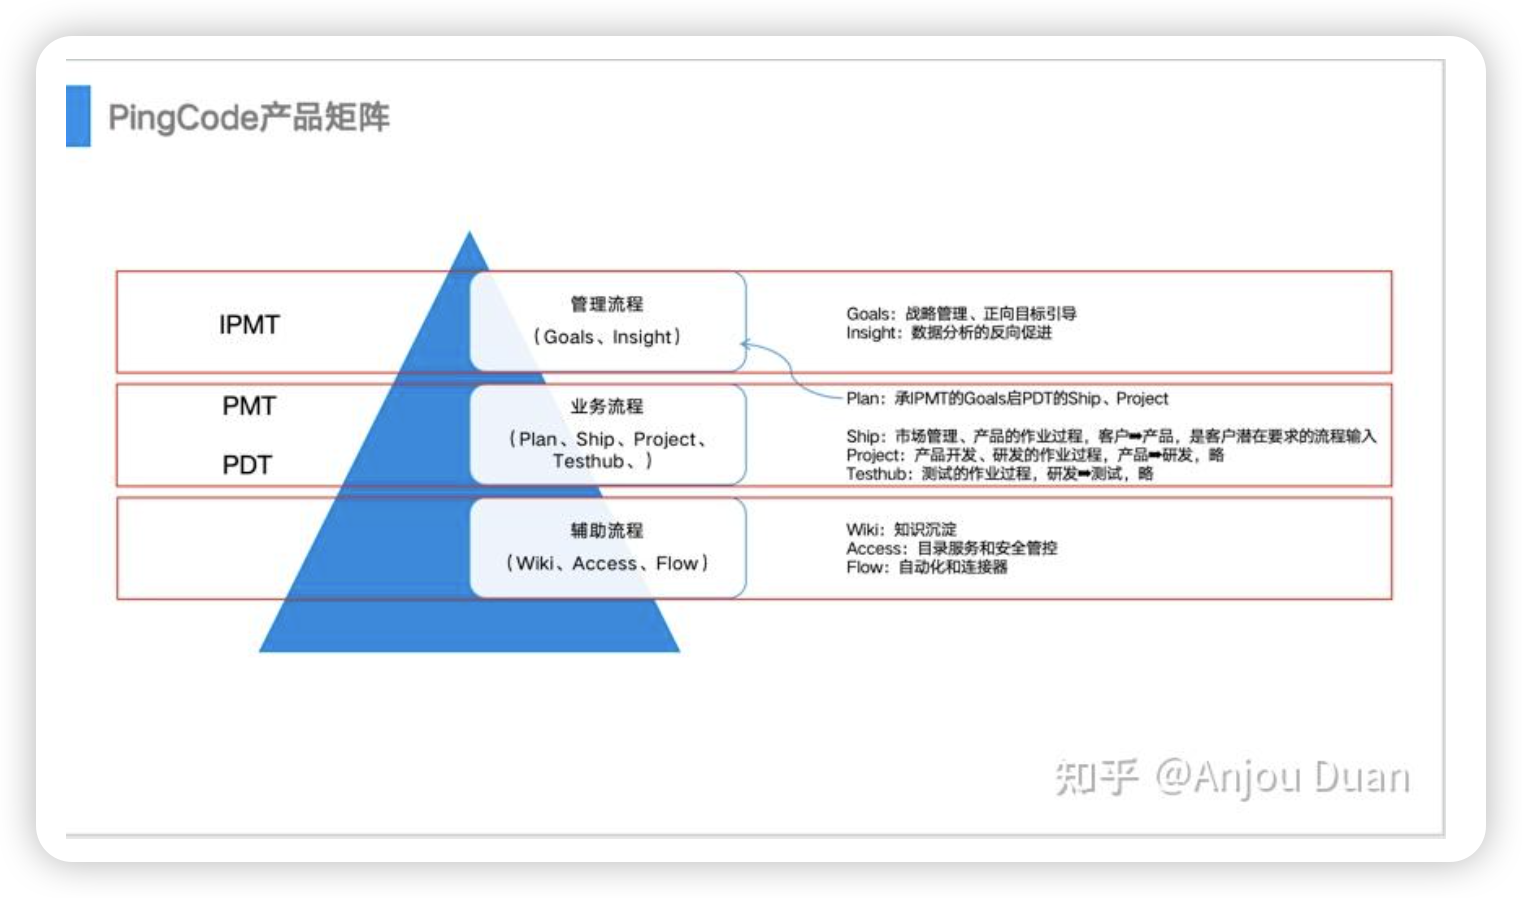 PingCode产品矩阵
IPMT
管理流程
（Goals、Insight）
Goals：战略管理、正向目标引导
Insight：数据分析的反向促进
PMT
PDT
业务流程
（Plan、Ship、Project、
Testhub、）
Plan：承IPMT的Goals启PDT的Ship、Project
Ship：市场管理、产品的作业过程，客户➡产品，是客户潜在要求的流程输入
Project：产品开发、研发的作业过程，产品➡研发，略
Testhub：测试的作业过程，研发➡测试，略
辅助流程
（Wiki、Access、Flow）
Wiki：知识沉淀
Access：目录服务和安全管控
Flow：自动化和连接器
知乎 @Anjou Duan